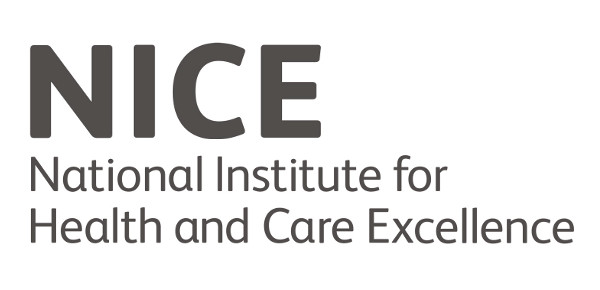 NICE
National Institute for
Health and Care Excellence